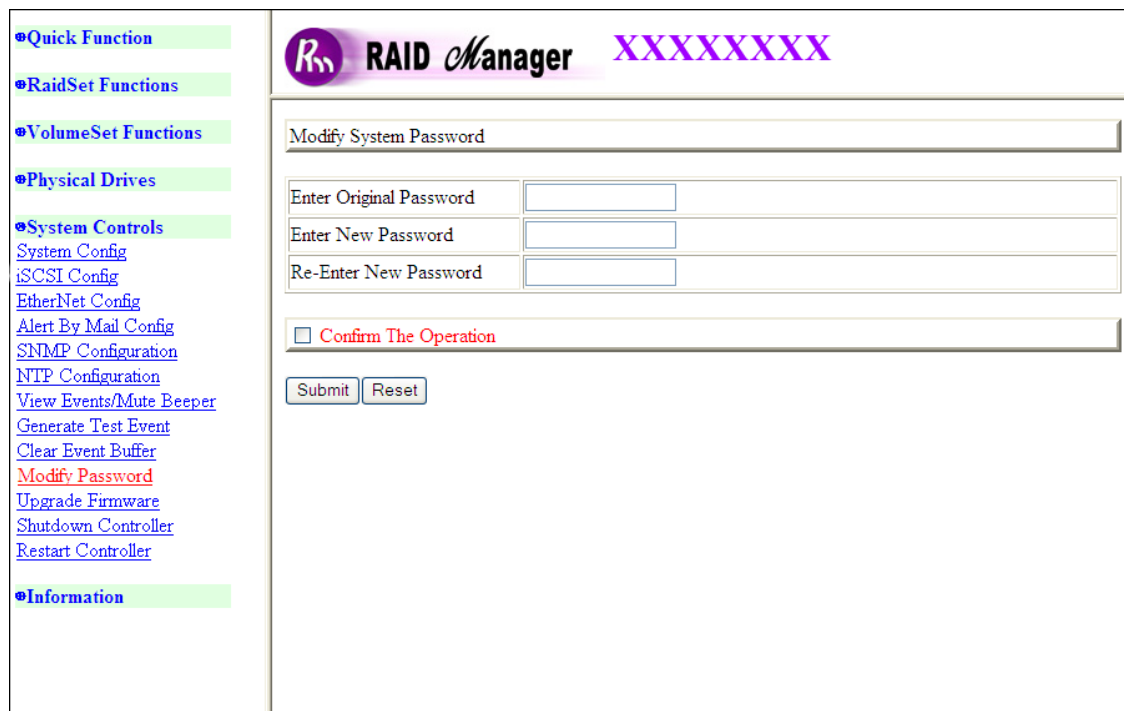 Quick Function
RaidSet Functions
VolumeSet Functions
Physical Drives
System Controls
System Config
iSCSI Config
EtherNet Config
Alert By Mail Config
SNMP Configuration
NTP Configuration
View Events/Mute Beeper
Generate Test Event
Clear Event Buffer
Modify Password
Upgrade Firmware
Shutdown Controller
Restart Controller
Information
Rm RAID Manager XXXXXXXX
Modify System Password
Enter Original Password
Enter New Password
Re-Enter New Password
Confirm The Operation
Submit Reset